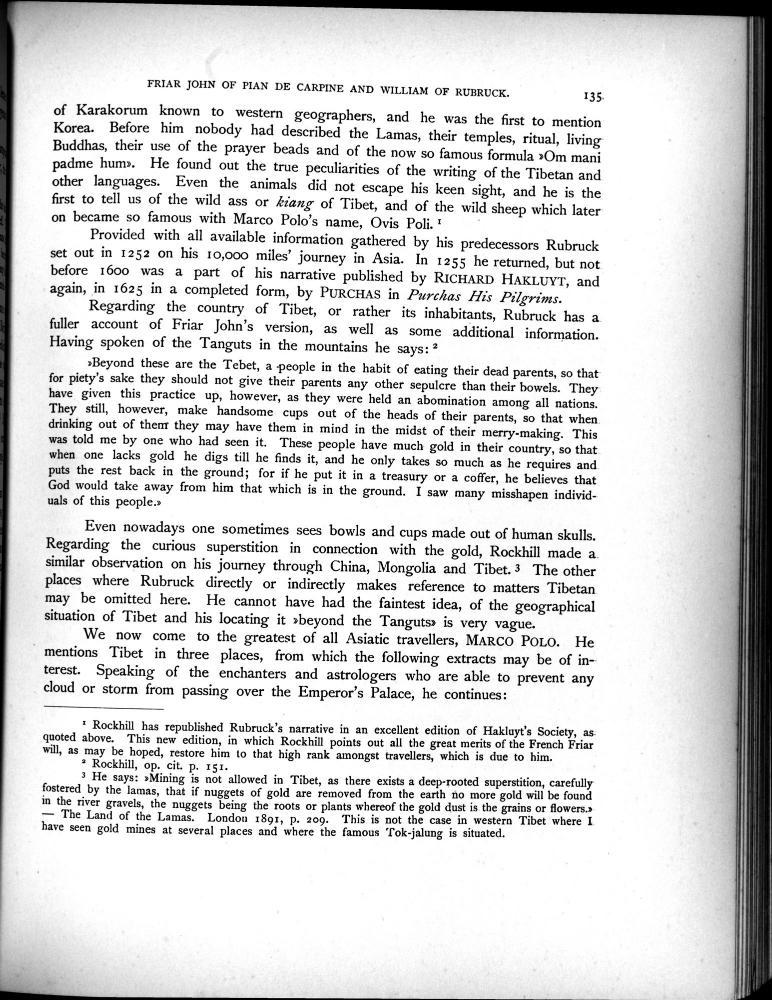 FRIAR JOHN OF PIAN DE CARPINE AND WILLIAM OF RUBRUCK.
135
of Karakorum known to western geographers, and he was the first to mention
Korea. Before him nobody had described the Lamas, their temples, ritual, living
Buddhas, their use of the prayer beads and of the now so famous formula »Om mani
padme hum». He found out the true peculiarities of the writing of the Tibetan and
other languages. Even the animals did not escape his keen sight, and he is the
first to tell us of the wild ass or kiang of Tibet, and of the wild sheep which later
on became so famous with Marco Polo's name, Ovis Poli. ¹
Provided with all available information gathered by his predecessors Rubruck
set out in 1252 on his 10,000 miles' journey in Asia. In 1255 he returned, but not
before 1600 was a part of his narrative published by RICHARD HAKLUYT, and
again, in 1625 in a completed form, by PURCHAS in Purchas His Pilgrims.
Regarding the country of Tibet, or rather its inhabitants, Rubruck has a
fuller account of Friar John's version, as well as some additional information.
Having spoken of the Tanguts in the mountains he says: ²
»Beyond these are the Tebet, a people in the habit of eating their dead parents, so that
for piety's sake they should not give their parents any other sepulcre than their bowels. They
have given this practice up, however, as they were held an abomination among all nations.
They still, however, make handsome cups out of the heads of their parents, so that when
drinking out of them they may have them in mind in the midst of their merry-making. This
was told me by one who had seen it. These people have much gold in their country, so that
when one lacks gold he digs till he finds it, and he only takes so much as he requires and
puts the rest back in the ground; for if he put it in a treasury or a coffer, he believes that
God would take away from him that which is in the ground. I saw many misshapen individ-
uals of this people.»
Even nowadays one sometimes sees bowls and cups made out of human skulls.
Regarding the curious superstition in connection with the gold, Rockhill made a
similar observation on his journey through China, Mongolia and Tibet. ³ The other
places where Rubruck directly or indirectly makes reference to matters Tibetan
may be omitted here. He cannot have had the faintest idea, of the geographical
situation of Tibet and his locating it »beyond the Tanguts» is very vague.
We now come to the greatest of all Asiatic travellers, MARCO POLO. He
mentions Tibet in three places, from which the following extracts may be of in-
terest. Speaking of the enchanters and astrologers who are able to prevent any
cloud or storm from passing over the Emperor's Palace, he continues:
¹ Rockhill has republished Rubruck's narrative in an excellent edition of Hakluyt's Society, as
quoted above. This new edition, in which Rockhill points out all the great merits of the French Friar
will, as may be hoped, restore him to that high rank amongst travellers, which is due to him.
² Rockhill, op. cit. p. 151.
³ He says: »Mining is not allowed in Tibet, as there exists a deep-rooted superstition, carefully
fostered by the lamas, that if nuggets of gold are removed from the earth no more gold will be found
in the river gravels, the nuggets being the roots or plants whereof the gold dust is the grains or flowers.»
— The Land of the Lamas. London 1891, p. 209. This is not the case in western Tibet where I
have seen gold mines at several places and where the famous Tok-jalung is situated.